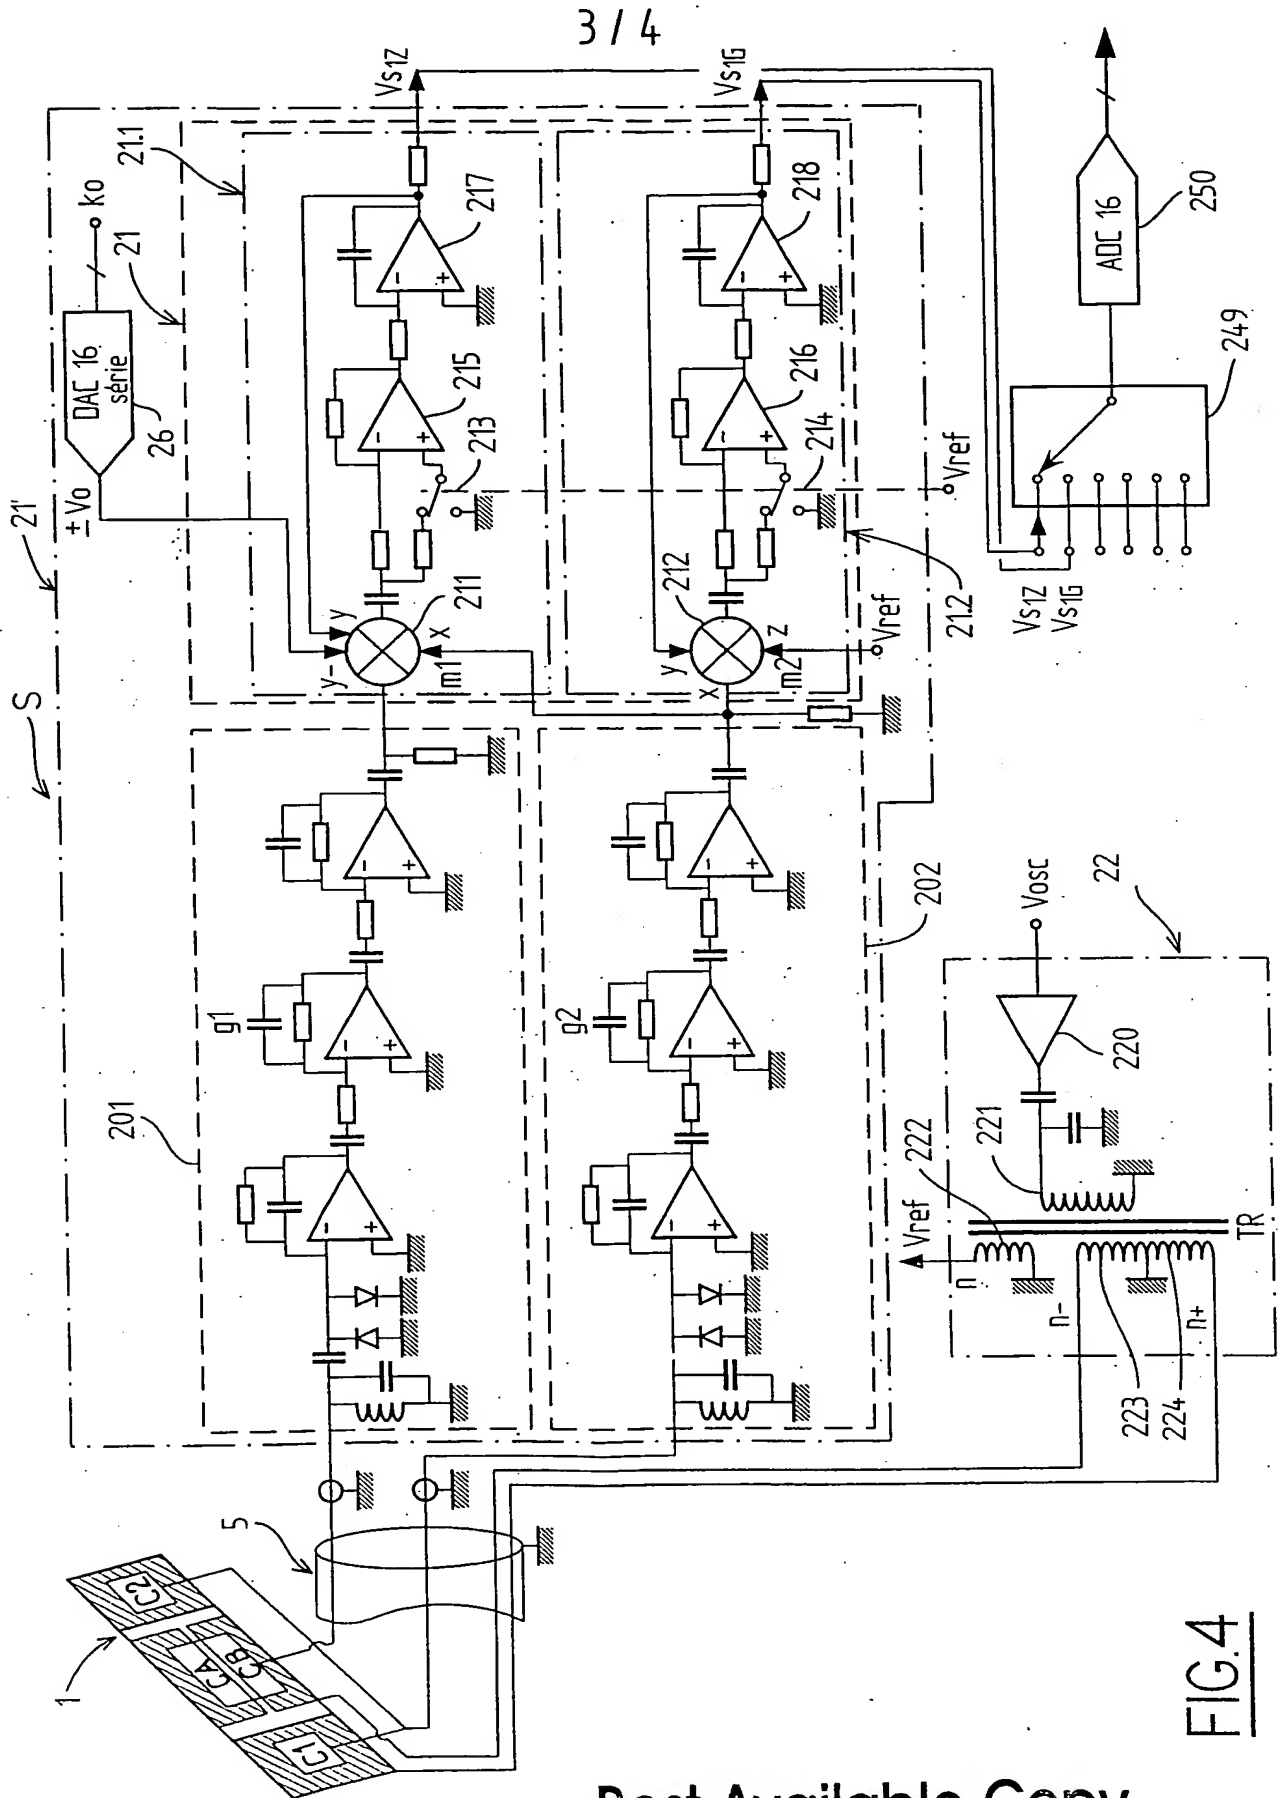 3 / 4
S
21'
± Vo
DAC 16
série
26
ko
21
21.1
Vs1Z
y-
y
x
m1
211
213
215
217
Vs1G
y
x
z
m2
212
214
216
218
Vref
Vref
21.2
Vs1Z
Vs1G
249
ADC 16
250
201
g1
-
+
-
+
-
+
-
+
-
+
202
g2
-
+
-
+
-
+
-
+
-
+
22
Vosc
220
221
222
Vref
n
n-
n+
TR
223
224
5
1
C1
CA
CB
C2
FIG.4
Best Available Copy